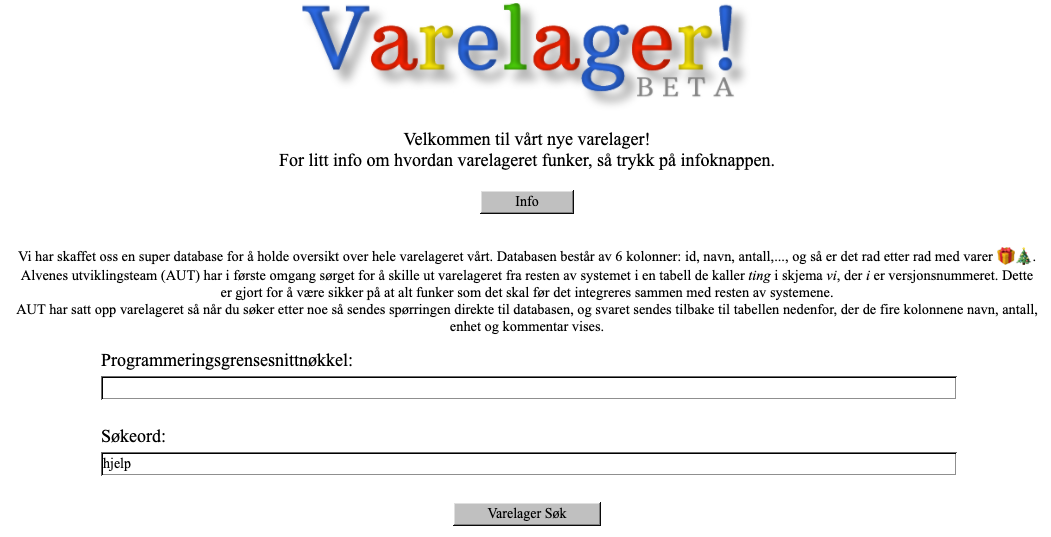 Varelager!
BETA
Velkommen til vårt nye varelager!
For litt info om hvordan varelageret funker, så trykk på infoknappen.
Info
Vi har skaffet oss en super database for å holde oversikt over hele varelageret vårt. Databasen består av 6 kolonner: id, navn, antall,..., og så er det rad etter rad med varer 🎁🎄.
Alvenes utviklingsteam (AUT) har i første omgang sørget for å skille ut varelageret fra resten av systemet i en tabell de kaller ting i skjema vi, der i er versjonsnummeret. Dette
er gjort for å være sikker på at alt funker som det skal før det integreres sammen med resten av systemene.
AUT har satt opp varelageret så når du søker etter noe så sendes spørringen direkte til databasen, og svaret sendes tilbake til tabellen nedenfor, der de fire kolonnene navn, antall,
enhet og kommentar vises.
Programmeringsgrensesnittnøkkel:
Søkeord:
hjelp
Varelager Søk